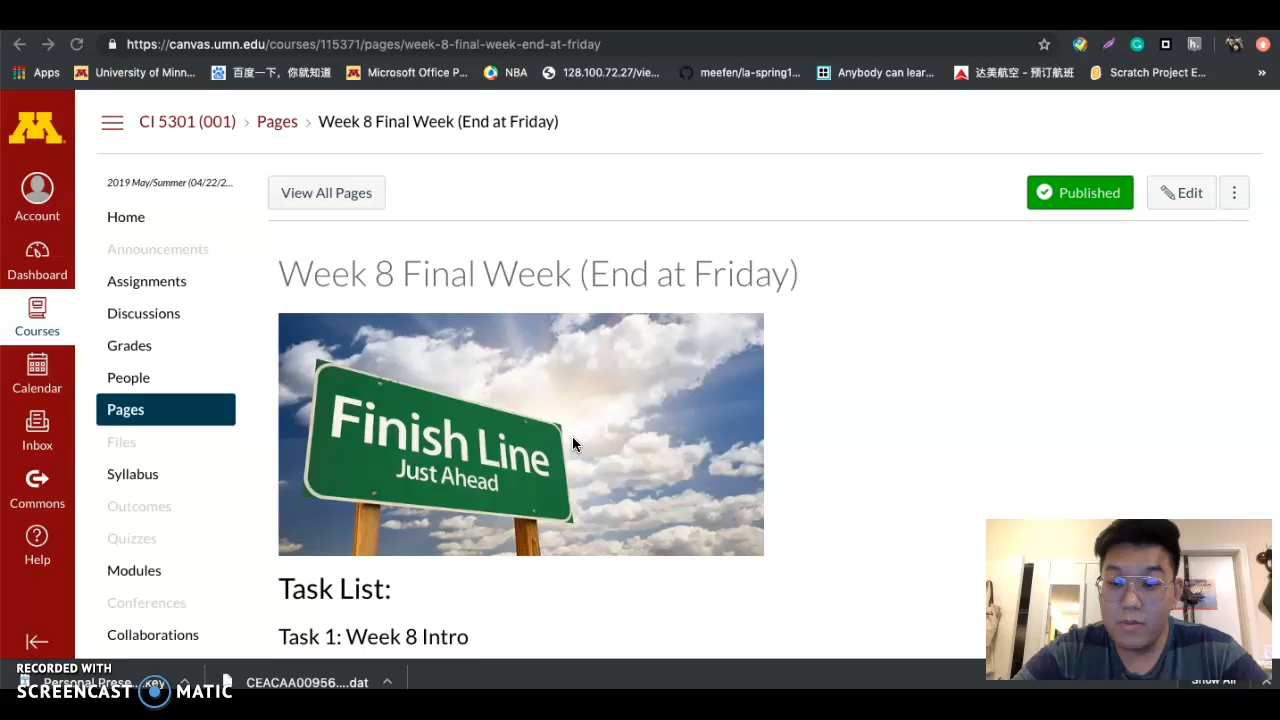 https://canvas.umn.edu/courses/115371/pages/week-8-final-week-end-at-friday
Apps University of Minn... 百度一下，你就知道 Microsoft Office P... NBA 128.100.72.27/vie... meefen/la-spring1... Anybody can lear... 达美航空 - 预订航班 Scratch Project E... »
CI 5301 (001) › Pages › Week 8 Final Week (End at Friday)
2019 May/Summer (04/22/2...
View All Pages
Published
Edit
Account
Dashboard
Courses
Calendar
Inbox
Commons
Help
Home
Announcements
Assignments
Discussions
Grades
People
Pages
Files
Syllabus
Outcomes
Quizzes
Modules
Conferences
Collaborations
Week 8 Final Week (End at Friday)
Finish Line
Just Ahead
Task List:
Task 1: Week 8 Intro
RECORDED WITH
SCREENCAST MATIC
Personal Prese....key
CEACAA00956....dat
Show All